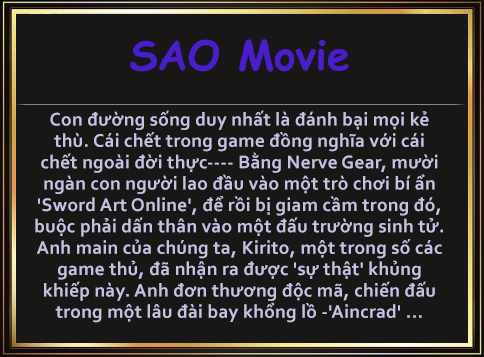 SAO Movie
Con đường sống duy nhất là đánh bại mọi kẻ
thù. Cái chết trong game đồng nghĩa với cái
chết ngoài đời thực---- Bằng Nerve Gear, mười
ngàn con người lao đầu vào một trò chơi bí ẩn
'Sword Art Online', để rồi bị giam cầm trong đó,
buộc phải dấn thân vào một đấu trường sinh tử.
Anh main của chúng ta, Kirito, một trong số các
game thủ, đã nhận ra được 'sự thật' khủng
khiếp này. Anh đơn thương độc mã, chiến đấu
trong một lâu đài bay khổng lồ -'Aincrad' ...